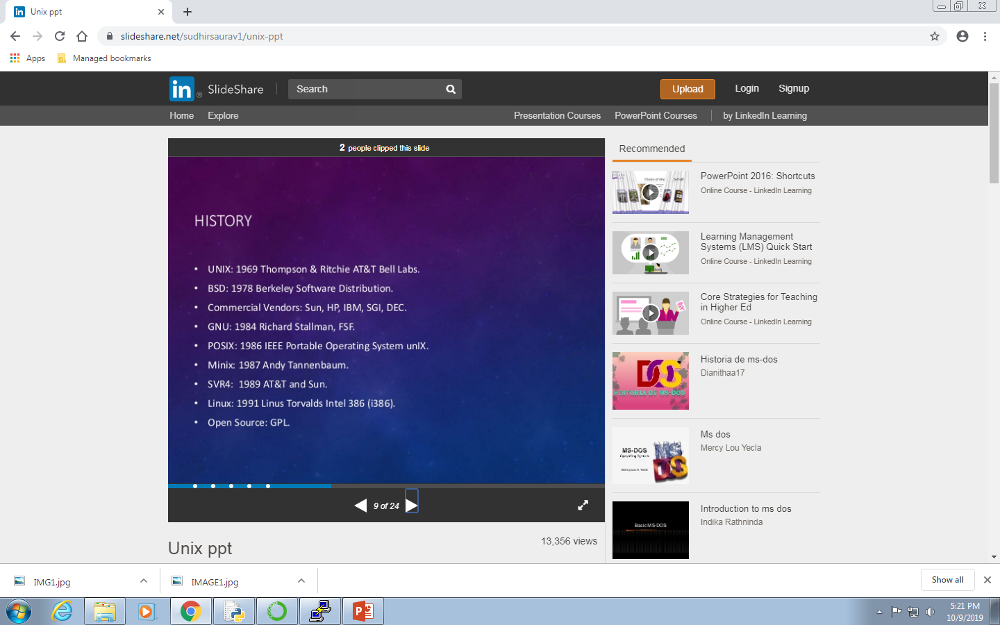 Unix ppt
slideshare.net/sudhirsaurav1/unix-ppt
Apps
Managed bookmarks
in ® SlideShare
Search
Upload
Login
Signup
Home
Explore
Presentation Courses
PowerPoint Courses
by LinkedIn Learning
2 people clipped this slide
HISTORY
• UNIX: 1969 Thompson & Ritchie AT&T Bell Labs.
• BSD: 1978 Berkeley Software Distribution.
• Commercial Vendors: Sun, HP, IBM, SGI, DEC.
• GNU: 1984 Richard Stallman, FSF.
• POSIX: 1986 IEEE Portable Operating System unIX.
• Minix: 1987 Andy Tannenbaum.
• SVR4: 1989 AT&T and Sun.
• Linux: 1991 Linus Torvalds Intel 386 (i386).
• Open Source: GPL.
9 of 24
Unix ppt
13,356 views
Recommended
PowerPoint 2016: Shortcuts
Online Course - LinkedIn Learning
Learning Management
Systems (LMS) Quick Start
Online Course - LinkedIn Learning
Core Strategies for Teaching
in Higher Ed
Online Course - LinkedIn Learning
DOS
HISTORIA DE MS-DOS
Historia de ms-dos
Dianithaa17
MS-DOS
Operating System
Mercy Lou R. Yecla
MS
DOS
Ms dos
Mercy Lou Yecla
Basic MS DOS
Introduction to ms dos
Indika Rathninda
IMG1.jpg
IMAGE1.jpg
Show all
5:21 PM
10/9/2019